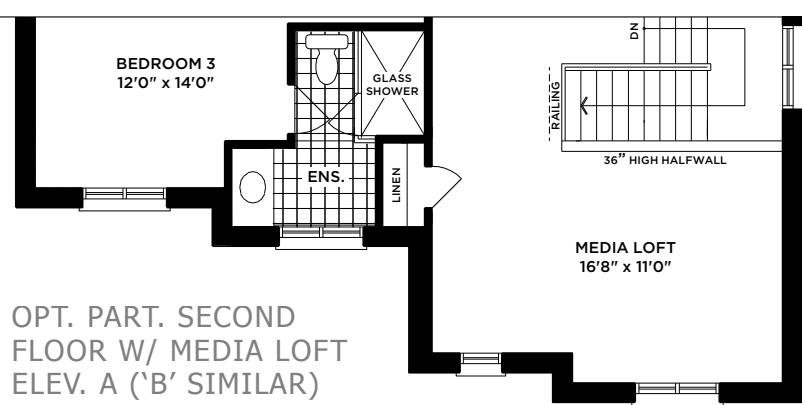 BEDROOM 3
12'0" x 14'0"
GLASS
SHOWER
ENS.
LINEN
DN
RAILING
36” HIGH HALFWALL
MEDIA LOFT
16'8" x 11'0"
OPT. PART. SECOND
FLOOR W/ MEDIA LOFT
ELEV. A (‘B’ SIMILAR)